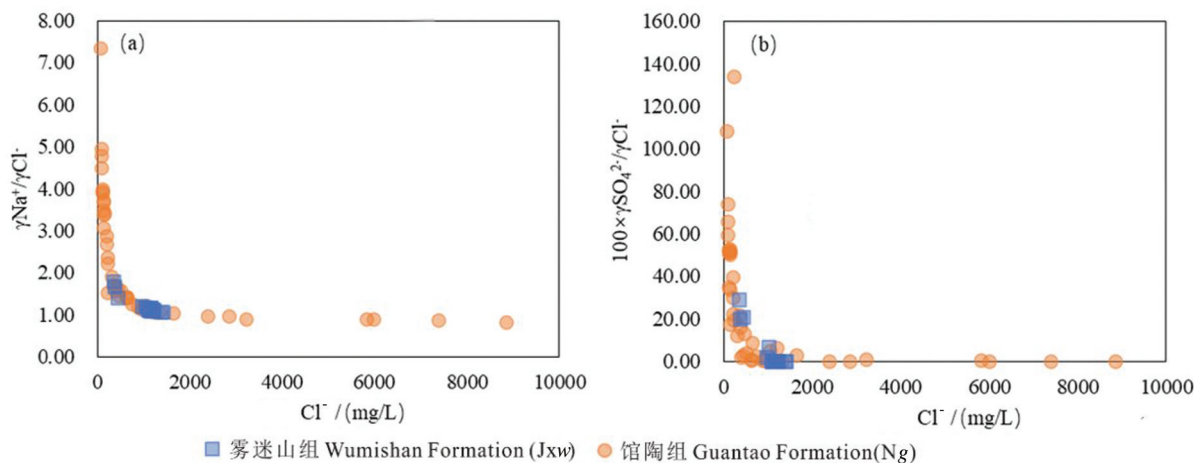 (a)
γNa⁺/γCl⁻
8.00
7.00
6.00
5.00
4.00
3.00
2.00
1.00
0.00
0 2000 4000 6000 8000 10000
Cl⁻ /(mg/L)
(b)
100×γSO₄²⁻/γCl⁻
160.00
140.00
120.00
100.00
80.00
60.00
40.00
20.00
0.00
0 2000 4000 6000 8000 10000
Cl⁻ /(mg/L)
雾迷山组 Wumishan Formation (Jxw) 馆陶组 Guantao Formation(Ng)